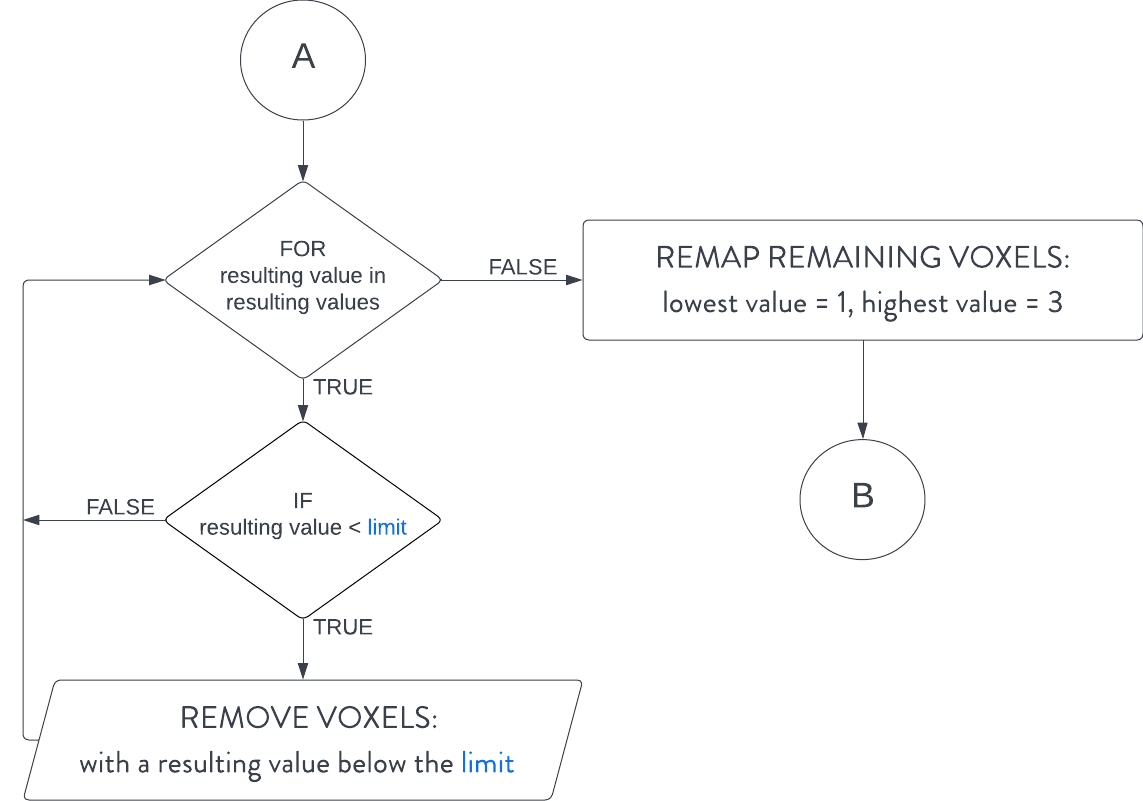 A
FOR
resulting value in
resulting values
FALSE
REMAP REMAINING VOXELS:
lowest value = 1, highest value = 3
TRUE
B
IF
resulting value < limit
FALSE
TRUE
REMOVE VOXELS:
with a resulting value below the limit